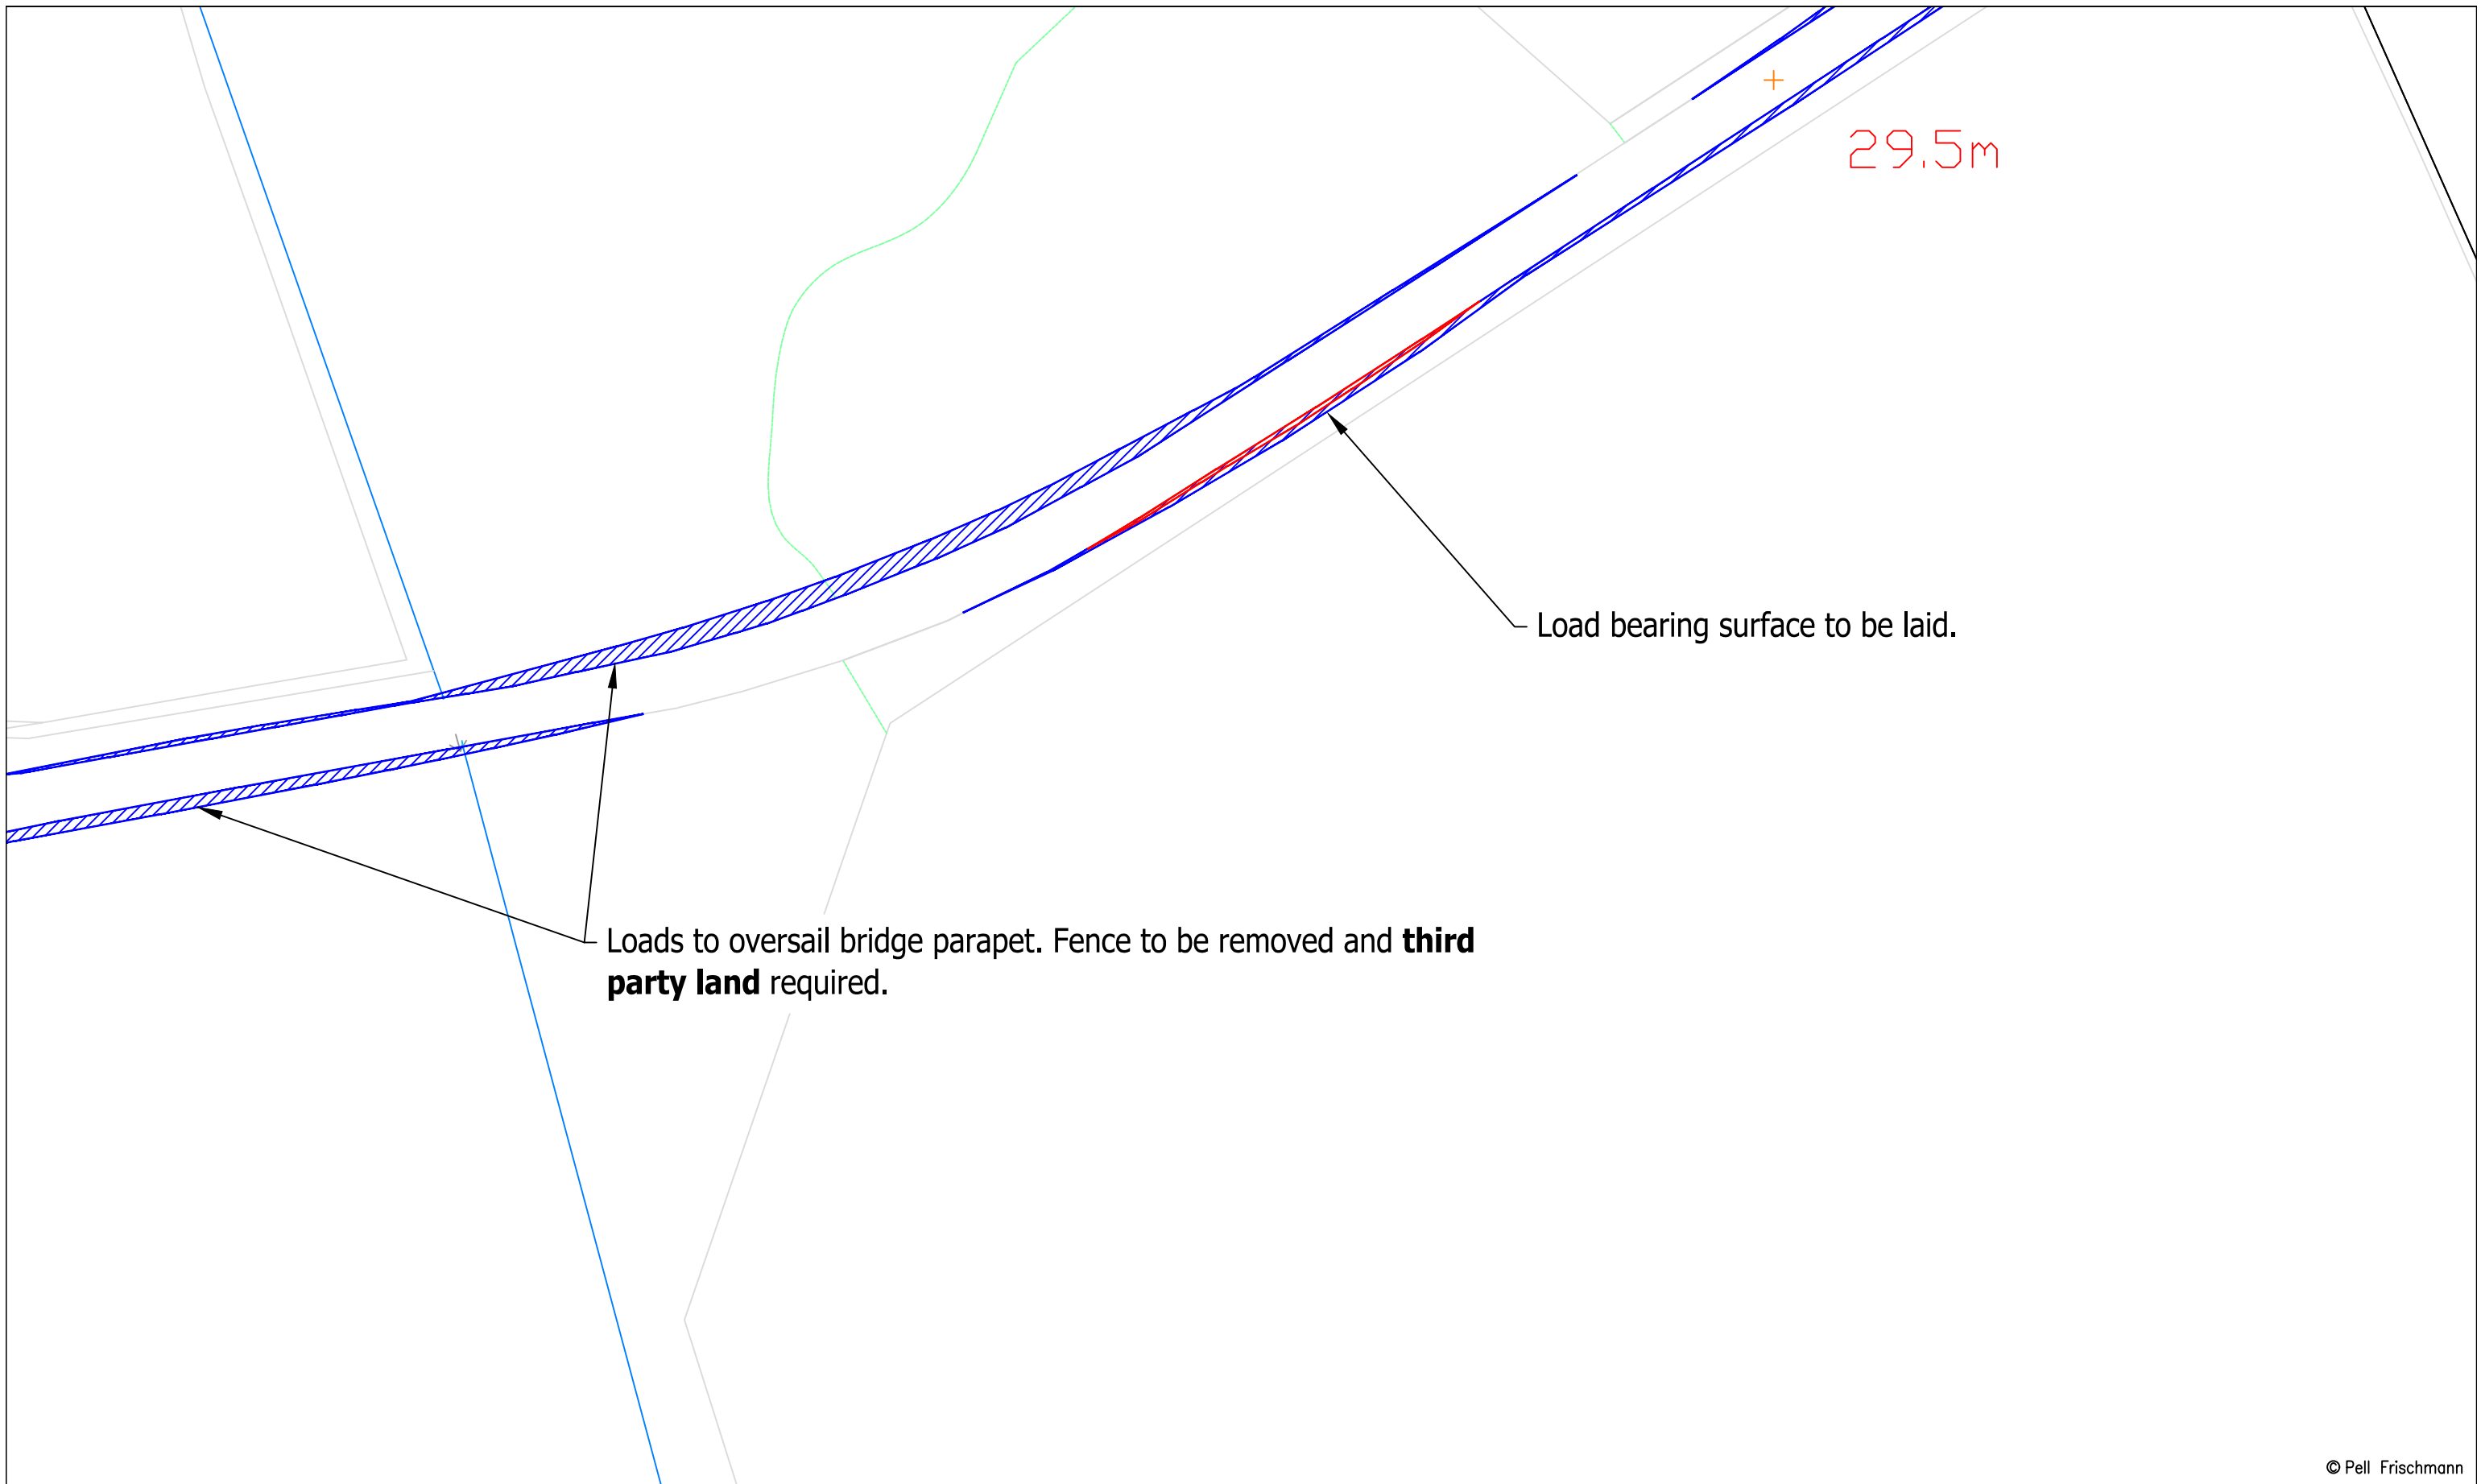 29.5m
Load bearing surface to be laid.
Loads to oversail bridge parapet. Fence to be removed and third
party land required.
© Pell Frischmann